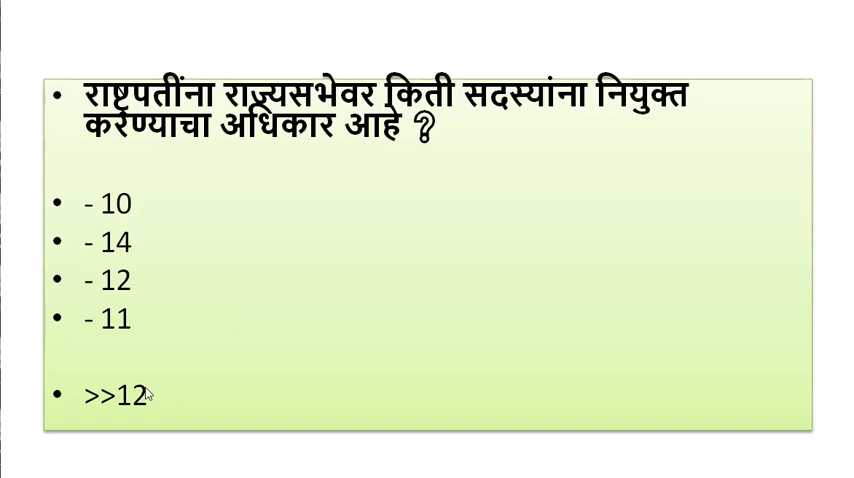 • राष्ट्रपतींना राज्यसभेवर किती सदस्यांना नियुक्त
करण्याचा अधिकार आहे ?
• - 10
• - 14
• - 12
• - 11
• >>12